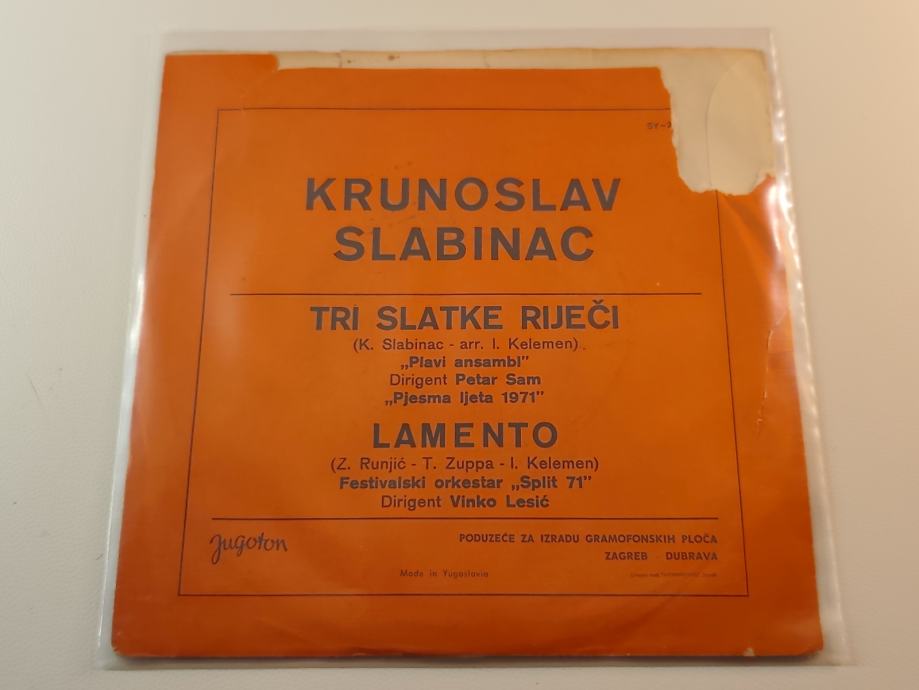 SY-
KRUNOSLAV
SLABINAC
TRI SLATKE RIJEČI
(K. Slabinac - arr. I. Kelemen)
„Plavi ansambl”
Dirigent Petar Sam
„Pjesma ljeta 1971”
LAMENTO
(Z. Runjić - T. Zuppa - I. Kelemen)
Festivalski orkestar „Split 71”
Dirigent Vinko Lesić
Jugoton
PODUZEĆE ZA IZRADU GRAMOFONSKIH PLOČA
ZAGREB DUBRAVA
Made in Yugoslavia